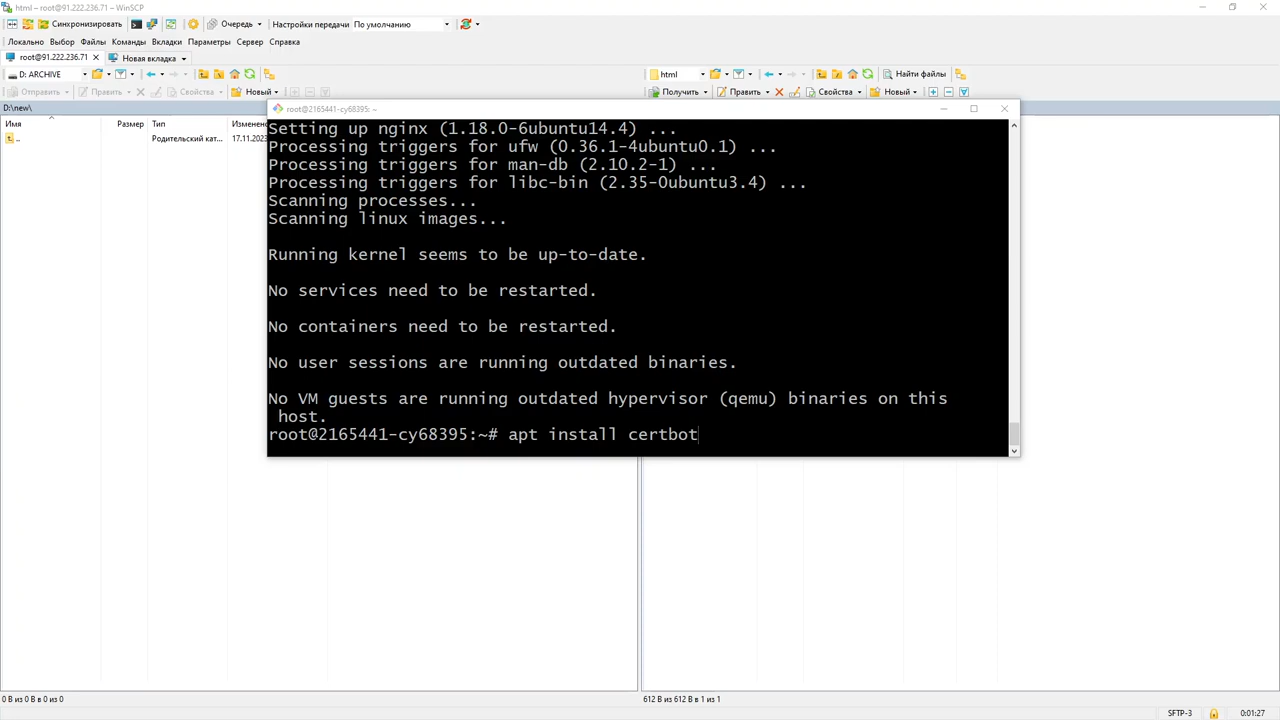 html – root@91.222.236.71 – WinSCP
Синхронизировать
Очередь
Настройки передачи
По умолчанию
Локально Выбор Файлы Команды Вкладки Параметры Сервер Справка
root@91.222.236.71
Новая вкладка
D: ARCHIVE
html
Найти файлы
Отправить
Править
Свойства
Новый
Получить
Править
Свойства
Новый
D:\new\
Имя
Размер
Тип
Изменено
..
Родительский кат...
17.11.2023
root@2165441-cy68395: ~
Setting up nginx (1.18.0-6ubuntu14.4) ...
Processing triggers for ufw (0.36.1-4ubuntu0.1) ...
Processing triggers for man-db (2.10.2-1) ...
Processing triggers for libc-bin (2.35-0ubuntu3.4) ...
Scanning processes...
Scanning linux images...
Running kernel seems to be up-to-date.
No services need to be restarted.
No containers need to be restarted.
No user sessions are running outdated binaries.
No VM guests are running outdated hypervisor (qemu) binaries on this
host.
root@2165441-cy68395:~# apt install certbot
0 B из 0 B в 0 из 0
612 B из 612 B в 1 из 1
SFTP-3
0:01:27